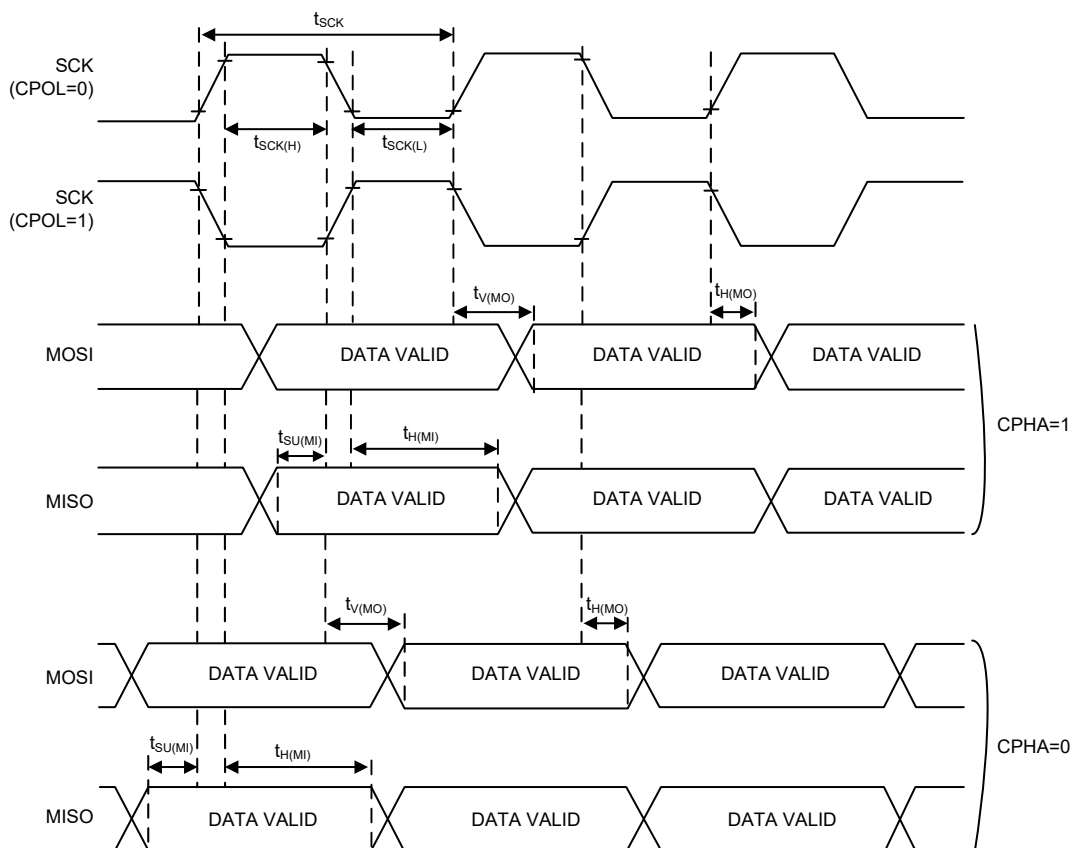 tSCK
SCK
(CPOL=0)
tSCK(H)
tSCK(L)
SCK
(CPOL=1)
tV(MO)
tH(MO)
MOSI
DATA VALID
DATA VALID
DATA VALID
CPHA=1
tSU(MI)
tH(MI)
MISO
DATA VALID
DATA VALID
DATA VALID
tV(MO)
tH(MO)
MOSI
DATA VALID
DATA VALID
DATA VALID
CPHA=0
tSU(MI)
tH(MI)
MISO
DATA VALID
DATA VALID
DATA VALID